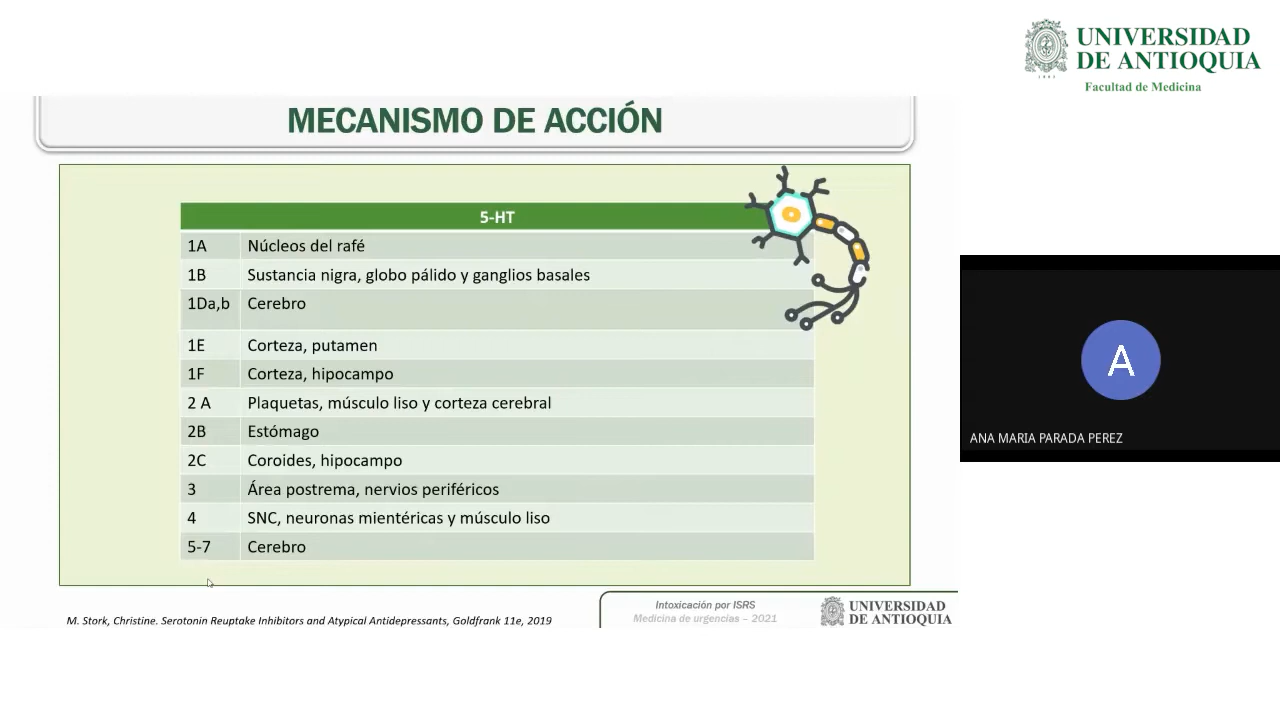 UNIVERSIDAD
DE ANTIOQUIA
1803
Facultad de Medicina
MECANISMO DE ACCIÓN
5-HT
1A Núcleos del rafé
1B Sustancia nigra, globo pálido y ganglios basales
1Da,b Cerebro
1E Corteza, putamen
1F Corteza, hipocampo
2 A Plaquetas, músculo liso y corteza cerebral
2B Estómago
2C Coroides, hipocampo
3 Área postrema, nervios periféricos
4 SNC, neuronas mientéricas y músculo liso
5-7 Cerebro
A
ANA MARIA PARADA PEREZ
M. Stork, Christine. Serotonin Reuptake Inhibitors and Atypical Antidepressants, Goldfrank 11e, 2019
Intoxicación por ISRS
Medicina de urgencias – 2021
UNIVERSIDAD
DE ANTIOQUIA